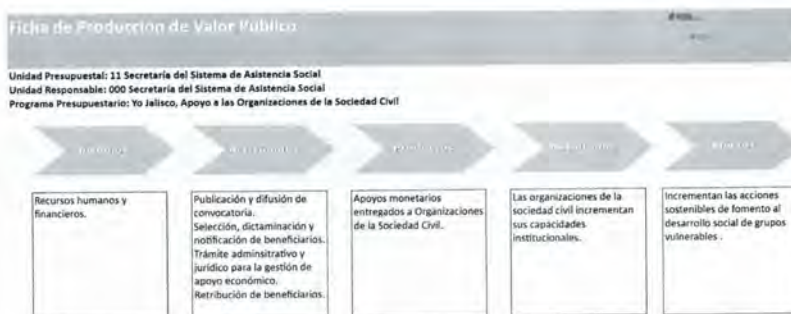 Ficha de Producción de Valor Público
Unidad Presupuestal: 11 Secretaría del Sistema de Asistencia Social
Unidad Responsable: 000 Secretaría del Sistema de Asistencia Social
Programa Presupuestario: Yo Jalisco, Apoyo a las Organizaciones de la Sociedad Civil
Productos
Recursos humanos y
financieros.
Publicación y difusión de
convocatoria.
Selección, dictaminación y
notificación de beneficiarios.
Trámite adminsitrativo y
jurídico para la gestión de
apoyo económico.
Retribución de beneficiarios.
Apoyos monetarios
entregados a Organizaciones
de la Sociedad Civil.
Las organizaciones de la
sociedad civil incrementan
sus capacidades
institucionales.
Incrementan las acciones
sostenibles de fomento al
desarrollo social de grupos
vulnerables .